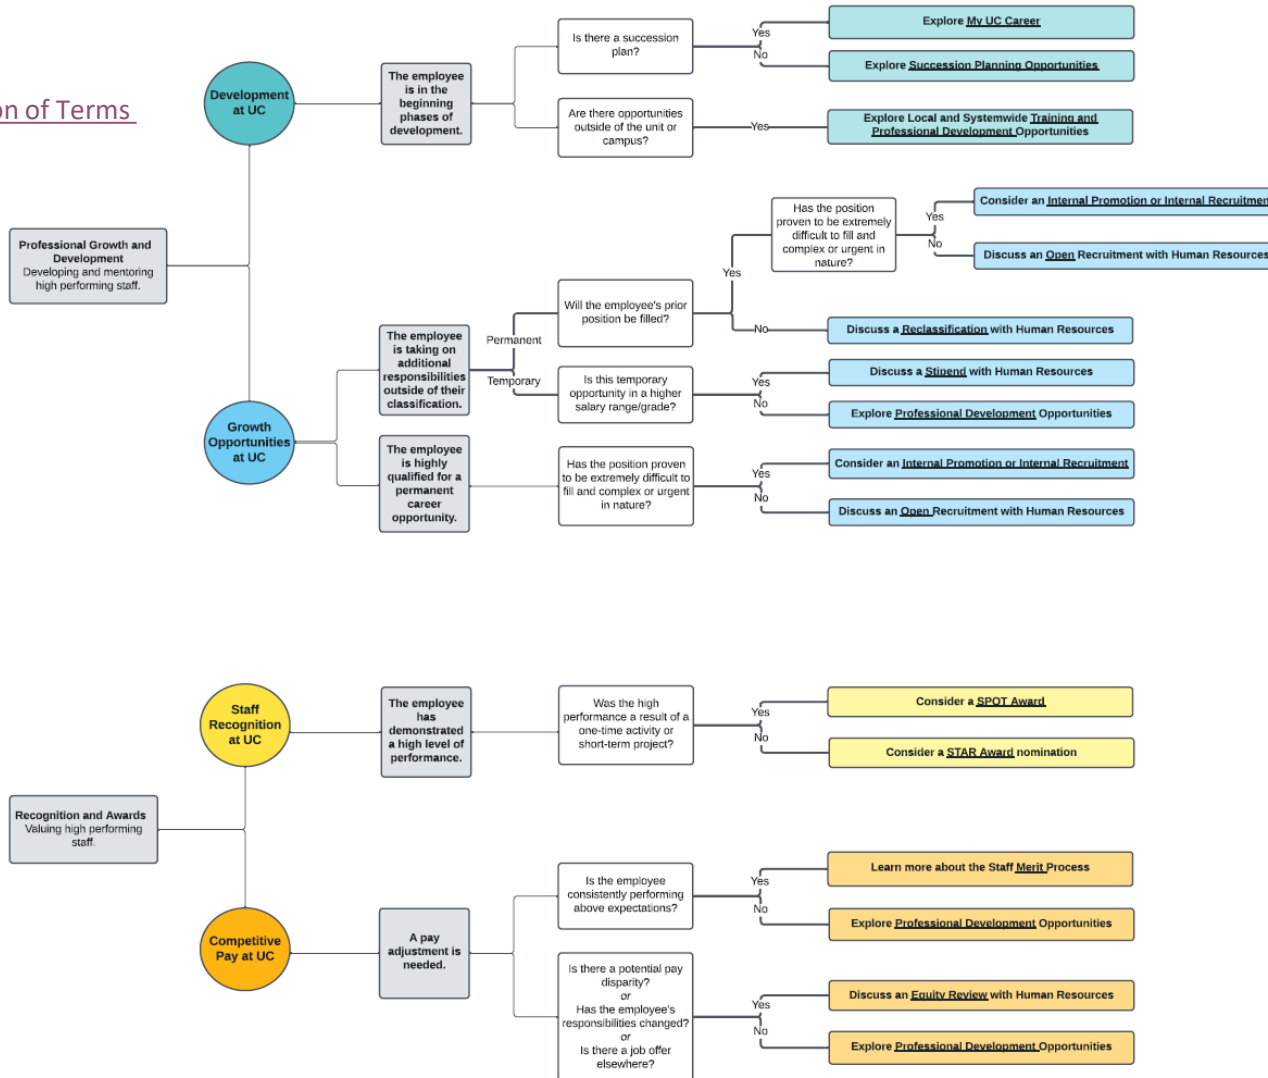 on of Terms
Development
at UC
The employee
is in the
beginning
phases of
development.
Is there a succession
plan?
Yes
No
Explore My UC Career
Explore Succession Planning Opportunities
Are there opportunities
outside of the unit or
campus?
Yes
Explore Local and Systemwide Training and
Professional Development Opportunities
Professional Growth and
Development
Developing and mentoring
high performing staff.
Growth
Opportunities
at UC
The employee
is taking on
additional
responsibilities
outside of their
classification.
Permanent
Temporary
Will the employee's prior
position be filled?
Yes
No
Has the position
proven to be extremely
difficult to fill and
complex or urgent in
nature?
Yes
No
Consider an Internal Promotion or Internal Recruitmen
Discuss an Open Recruitment with Human Resources
Discuss a Reclassification with Human Resources
Is this temporary
opportunity in a higher
salary range/grade?
Yes
No
Discuss a Stipend with Human Resources
Explore Professional Development Opportunities
The employee
is highly
qualified for a
permanent
career
opportunity.
Has the position proven
to be extremely difficult to
fill and complex or urgent
in nature?
Yes
No
Consider an Internal Promotion or Internal Recruitment
Discuss an Open Recruitment with Human Resources
Recognition and Awards
Valuing high performing
staff.
Staff
Recognition
at UC
The employee
has
demonstrated
a high level of
performance.
Was the high
performance a result of a
one-time activity or
short-term project?
Yes
No
Consider a SPOT Award
Consider a STAR Award nomination
Competitive
Pay at UC
A pay
adjustment is
needed.
Is the employee
consistently performing
above expectations?
Yes
No
Learn more about the Staff Merit Process
Explore Professional Development Opportunities
Is there a potential pay
disparity?
or
Has the employee's
responsibilities changed?
or
Is there a job offer
elsewhere?
Yes
No
Discuss an Equity Review with Human Resources
Explore Professional Development Opportunities